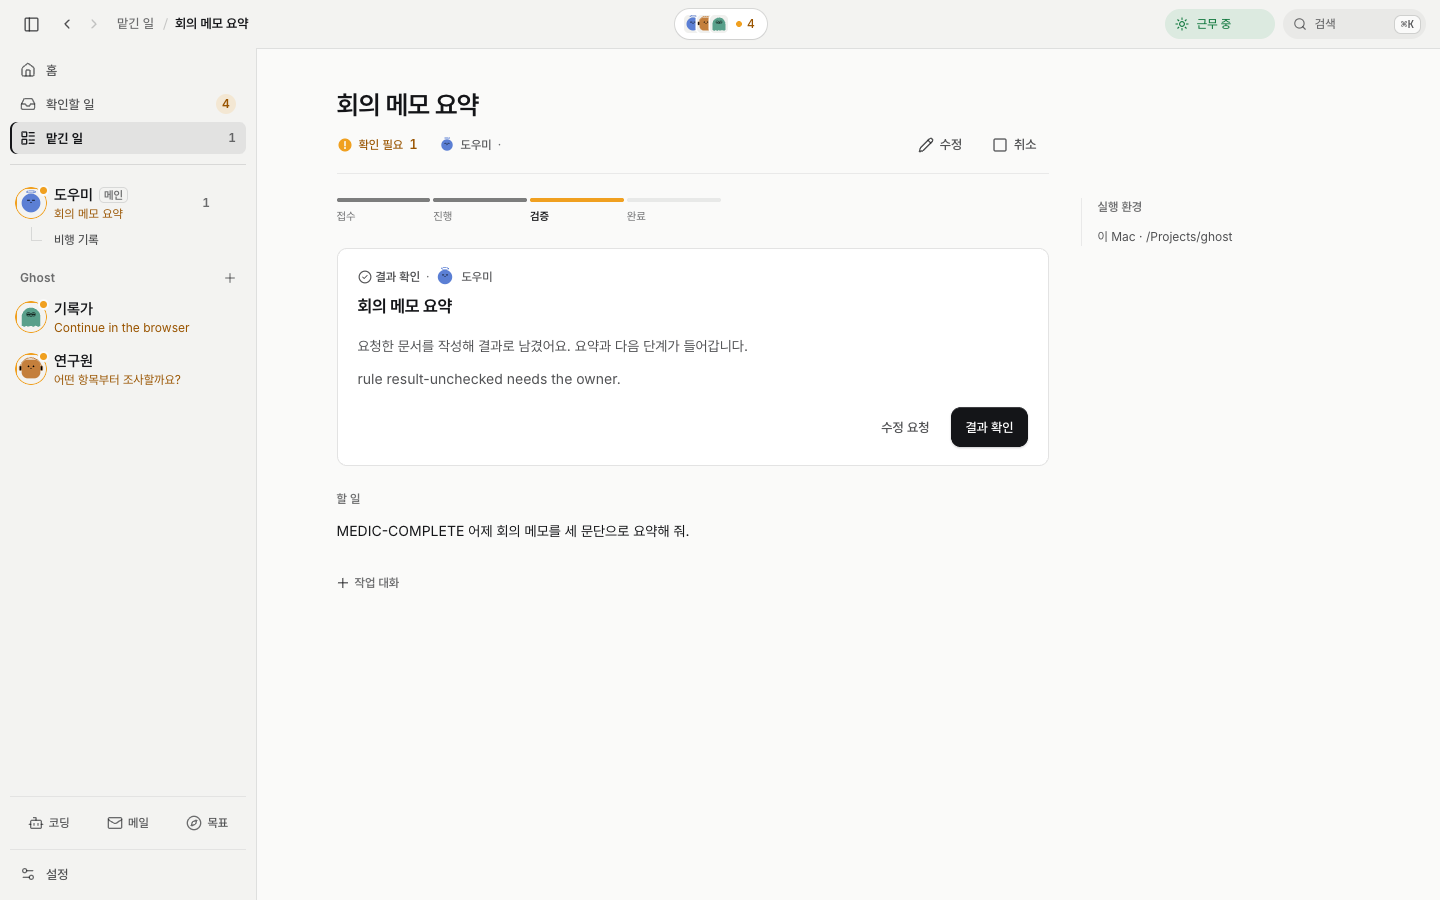 맡긴 일 / 회의 메모 요약
4
근무 중
검색 ⌘K
홈
확인할 일 4
맡긴 일 1
도우미 메인
회의 메모 요약
1
비행 기록
Ghost
기록가
Continue in the browser
연구원
어떤 항목부터 조사할까요?
코딩 메일 목표
설정
회의 메모 요약
확인 필요 1 도우미 ·
수정 취소
접수 진행 검증 완료
결과 확인 · 도우미
회의 메모 요약
요청한 문서를 작성해 결과로 남겼어요. 요약과 다음 단계가 들어갑니다.
rule result-unchecked needs the owner.
수정 요청 결과 확인
할 일
MEDIC-COMPLETE 어제 회의 메모를 세 문단으로 요약해 줘.
작업 대화
실행 환경
이 Mac · /Projects/ghost